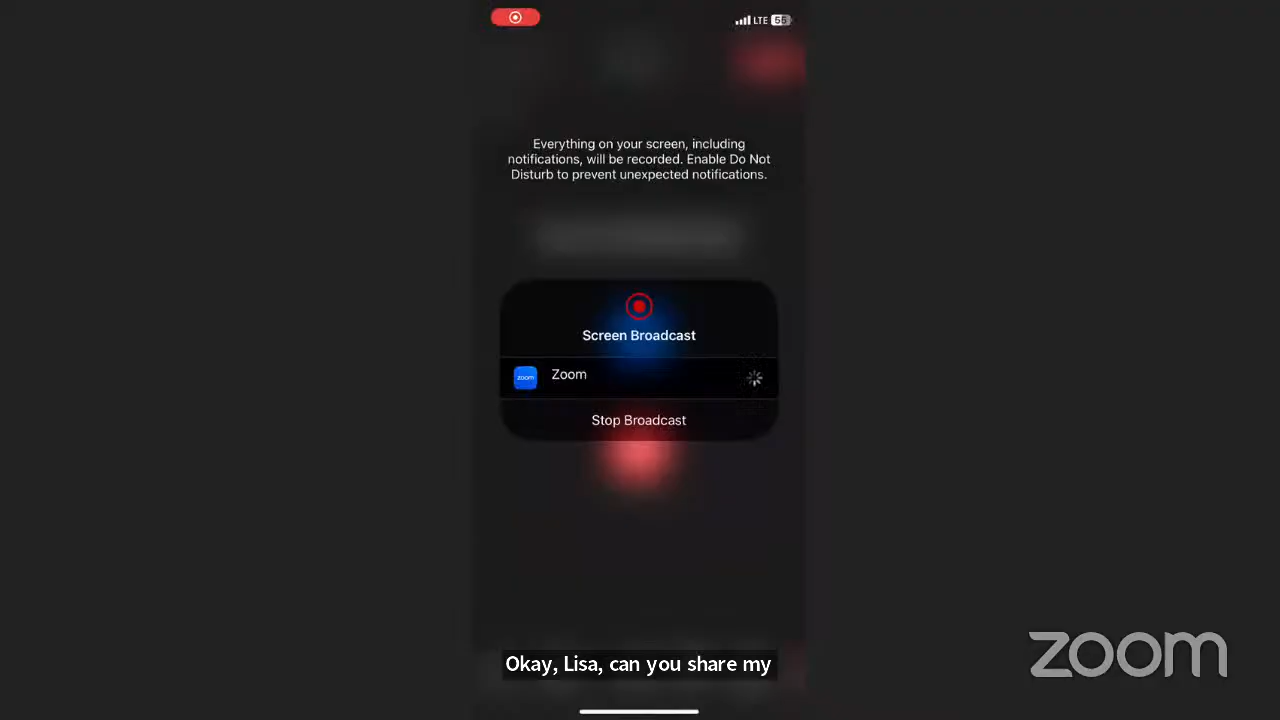 LTE 55
Everything on your screen, including
notifications, will be recorded. Enable Do Not
Disturb to prevent unexpected notifications.
Screen Broadcast
zoom Zoom
Stop Broadcast
Okay, Lisa, can you share my
zoom